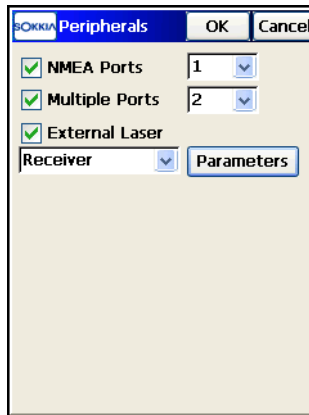 SOKKIA Peripherals OK Cancel
NMEA Ports 1
Multiple Ports 2
External Laser
Receiver Parameters